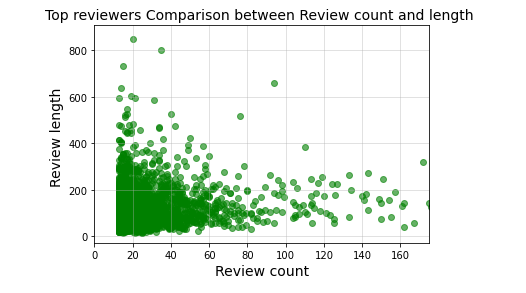 Top reviewers Comparison between Review count and length
800
600
400
200
0
Review length
0 20 40 60 80 100 120 140 160
Review count